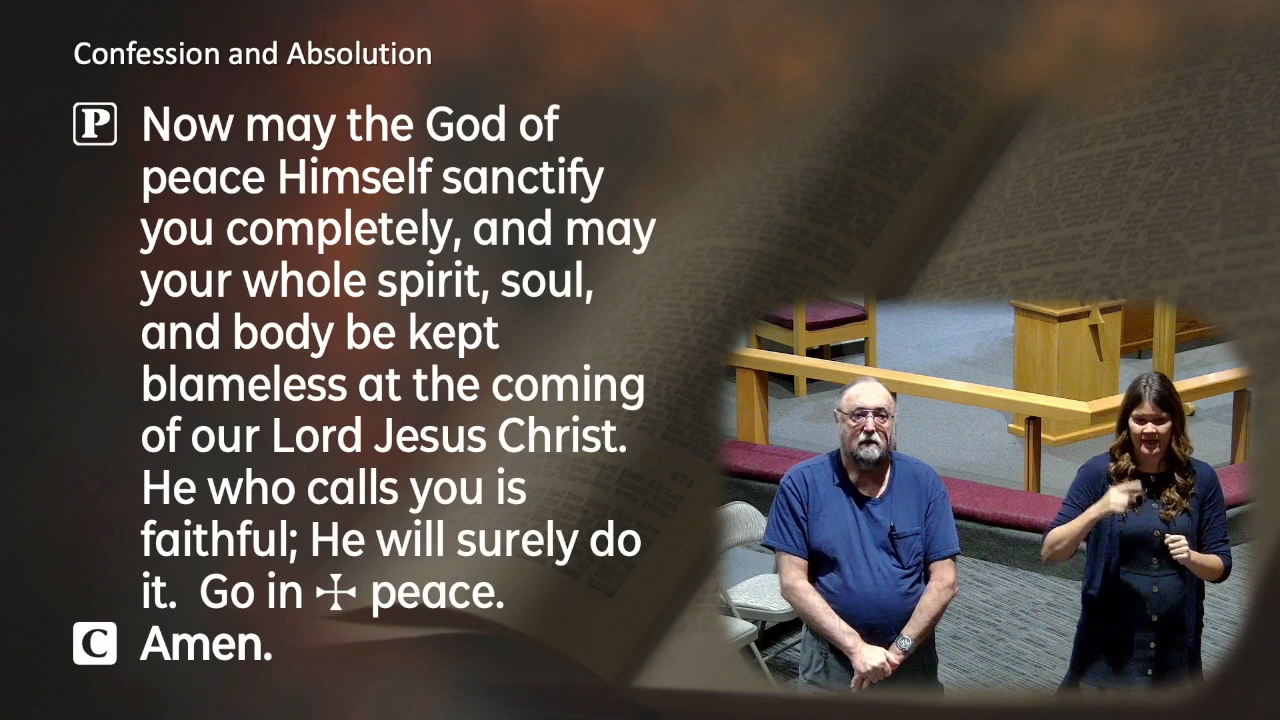 Confession and Absolution
P Now may the God of
peace Himself sanctify
you completely, and may
your whole spirit, soul,
and body be kept
blameless at the coming
of our Lord Jesus Christ.
He who calls you is
faithful; He will surely do
it.  Go in ☩ peace.
C Amen.